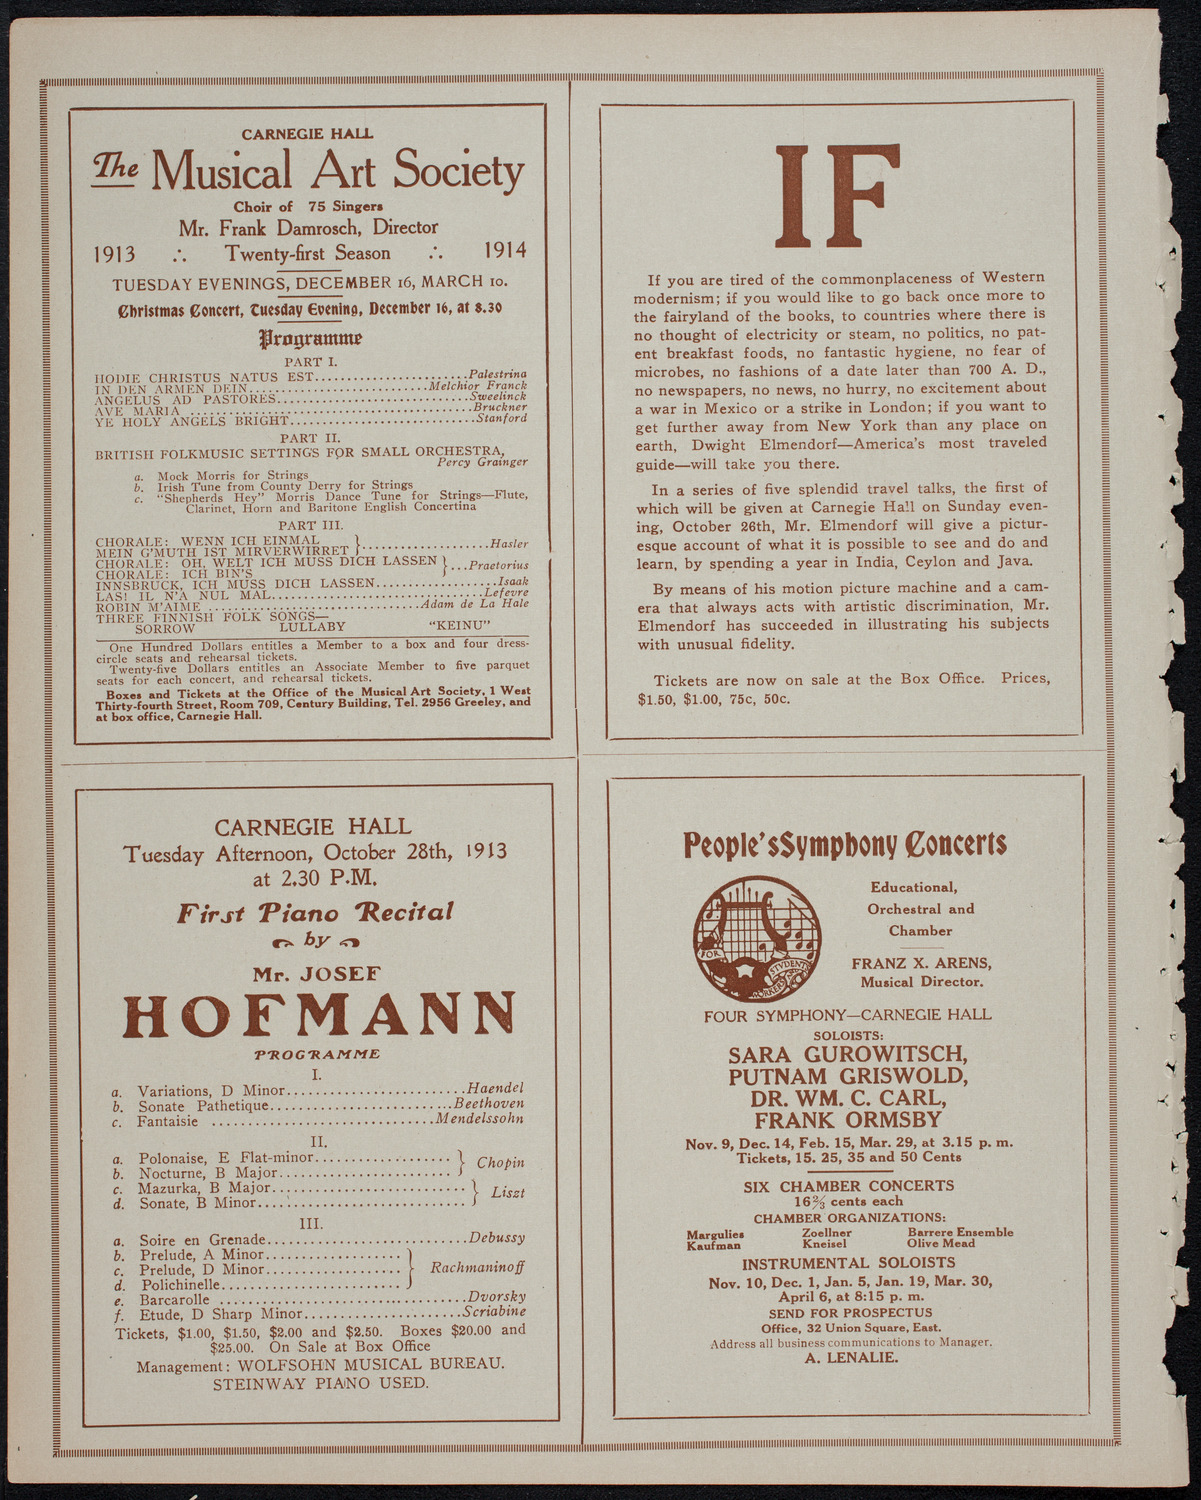 CARNEGIE HALL
The Musical Art Society
Choir of 75 Singers
Mr. Frank Damrosch, Director
1913 ∴ Twenty-first Season ∴ 1914
TUESDAY EVENINGS, DECEMBER 16, MARCH 10.
Christmas Concert, Tuesday Evening, December 16, at 8.30
Programme
PART I.
HODIE CHRISTUS NATUS EST........................Palestrina
IN DEN ARMEN DEIN............................Melchior Franck
ANGELUS AD PASTORES..............................Sweelinck
AVE MARIA ............................................Bruckner
YE HOLY ANGELS BRIGHT.............................Stanford
PART II.
BRITISH FOLKMUSIC SETTINGS FOR SMALL ORCHESTRA,
Percy Grainger
a. Mock Morris for Strings
b. Irish Tune from County Derry for Strings
c. "Shepherds Hey" Morris Dance Tune for Strings—Flute,
Clarinet, Horn and Baritone English Concertina
PART III.
CHORALE: WENN ICH EINMAL
MEIN G'MUTH IST MIRVERWIRRET }....................Hasler
CHORALE: OH, WELT ICH MUSS DICH LASSEN
CHORALE: ICH BIN'S } ...Praetorius
INNSBRUCK, ICH MUSS DICH LASSEN...................Isaak
LAS! IL N'A NUL MAL.................................Lefevre
ROBIN M'AIME .................................Adam de La Hale
THREE FINNISH FOLK SONGS—
SORROW LULLABY "KEINU"
One Hundred Dollars entitles a Member to a box and four dress-
circle seats and rehearsal tickets.
Twenty-five Dollars entitles an Associate Member to five parquet
seats for each concert, and rehearsal tickets.
Boxes and Tickets at the Office of the Musical Art Society, 1 West
Thirty-fourth Street, Room 709, Century Building, Tel. 2956 Greeley, and
at box office, Carnegie Hall.
IF
If you are tired of the commonplaceness of Western
modernism; if you would like to go back once more to
the fairyland of the books, to countries where there is
no thought of electricity or steam, no politics, no pat-
ent breakfast foods, no fantastic hygiene, no fear of
microbes, no fashions of a date later than 700 A. D.,
no newspapers, no news, no hurry, no excitement about
a war in Mexico or a strike in London; if you want to
get further away from New York than any place on
earth, Dwight Elmendorf—America's most traveled
guide—will take you there.
In a series of five splendid travel talks, the first of
which will be given at Carnegie Hall on Sunday even-
ing, October 26th, Mr. Elmendorf will give a pictur-
esque account of what it is possible to see and do and
learn, by spending a year in India, Ceylon and Java.
By means of his motion picture machine and a cam-
era that always acts with artistic discrimination, Mr.
Elmendorf has succeeded in illustrating his subjects
with unusual fidelity.
Tickets are now on sale at the Box Office. Prices,
$1.50, $1.00, 75c, 50c.
CARNEGIE HALL
Tuesday Afternoon, October 28th, 1913
at 2.30 P.M.
First Piano Recital
by
Mr. JOSEF
HOFMANN
PROGRAMME
I.
a. Variations, D Minor........................Haendel
b. Sonate Pathetique..........................Beethoven
c. Fantaisie ..............................Mendelssohn
II.
a. Polonaise, E Flat-minor..................
b. Nocturne, B Major....................... } Chopin
c. Mazurka, B Major.........................
d. Sonate, B Minor.......................... } Liszt
III.
a. Soire en Grenade...........................Debussy
b. Prelude, A Minor...................
c. Prelude, D Minor................... } Rachmaninoff
d. Polichinelle.........................
e. Barcarolle .................................Dvorsky
f. Etude, D Sharp Minor.....................Scriabine
Tickets, $1.00, $1.50, $2.00 and $2.50. Boxes $20.00 and
$25.00. On Sale at Box Office
Management: WOLFSOHN MUSICAL BUREAU.
STEINWAY PIANO USED.
People'sSymphony Concerts
FOR STVDENTS AND WORKERS
Educational,
Orchestral and
Chamber
FRANZ X. ARENS,
Musical Director.
FOUR SYMPHONY—CARNEGIE HALL
SOLOISTS:
SARA GUROWITSCH,
PUTNAM GRISWOLD,
DR. WM. C. CARL,
FRANK ORMSBY
Nov. 9, Dec. 14, Feb. 15, Mar. 29, at 3.15 p. m.
Tickets, 15. 25, 35 and 50 Cents
SIX CHAMBER CONCERTS
16⅔ cents each
CHAMBER ORGANIZATIONS:
Margulies Zoellner Barrere Ensemble
Kaufman Kneisel Olive Mead
INSTRUMENTAL SOLOISTS
Nov. 10, Dec. 1, Jan. 5, Jan. 19, Mar. 30,
April 6, at 8:15 p. m.
SEND FOR PROSPECTUS
Office, 32 Union Square, East.
Address all business communications to Manager.
A. LENALIE.